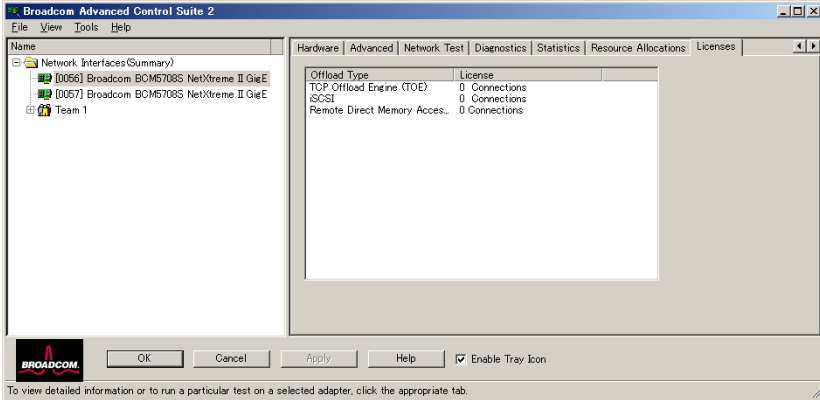 Broadcom Advanced Control Suite 2
File View Tools Help
Name
Network Interfaces(Summary)
[0056] Broadcom BCM5708S NetXtreme II GigE
[0057] Broadcom BCM5708S NetXtreme II GigE
Team 1
Hardware Advanced Network Test Diagnostics Statistics Resource Allocations Licenses
Offload Type License
TCP Offload Engine (TOE) 0 Connections
iSCSI 0 Connections
Remote Direct Memory Acces... 0 Connections
BROADCOM.
OK Cancel Apply Help Enable Tray Icon
To view detailed information or to run a particular test on a selected adapter, click the appropriate tab.